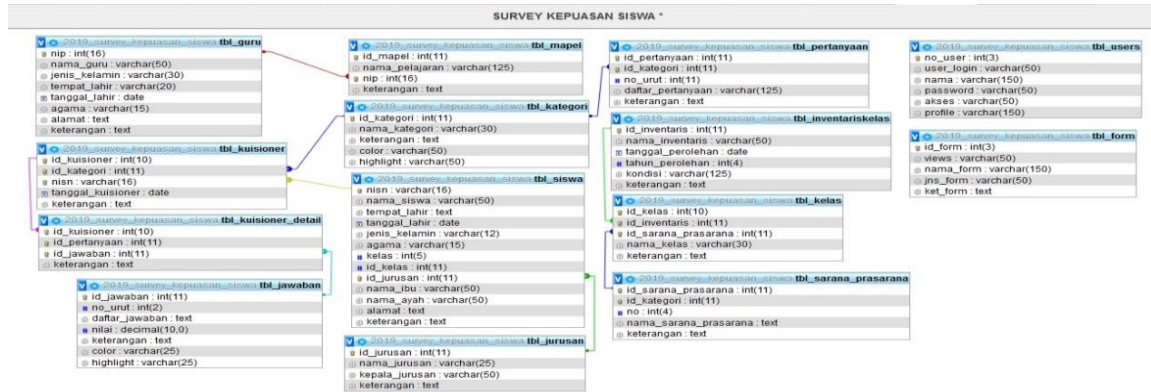 SURVEY KEPUASAN SISWA *
2019_survey_kepuasan_siswa tbl_guru
nip : int(16)
nama_guru : varchar(50)
jenis_kelamin : varchar(30)
tempat_lahir : varchar(20)
tanggal_lahir : date
agama : varchar(15)
alamat : text
keterangan : text
2019_survey_kepuasan_siswa tbl_kuisioner
id_kuisioner : int(10)
id_kategori : int(11)
nisn : varchar(16)
tanggal_kuisioner : date
keterangan : text
2019_survey_kepuasan_siswa tbl_kuisioner_detail
id_kuisioner : int(10)
id_pertanyaan : int(11)
id_jawaban : int(11)
keterangan : text
2019_survey_kepuasan_siswa tbl_jawaban
id_jawaban : int(11)
no_urut : int(2)
daftar_jawaban : text
nilai : decimal(10,0)
keterangan : text
color : varchar(25)
highlight : varchar(25)
2019_survey_kepuasan_siswa tbl_mapel
id_mapel : int(11)
nama_pelajaran : varchar(125)
nip : int(16)
keterangan : text
2019_survey_kepuasan_siswa tbl_kategori
id_kategori : int(11)
nama_kategori : varchar(30)
keterangan : text
color : varchar(50)
highlight : varchar(50)
2019_survey_kepuasan_siswa tbl_siswa
nisn : varchar(16)
nama_siswa : varchar(50)
tempat_lahir : text
tanggal_lahir : date
jenis_kelamin : varchar(12)
agama : varchar(15)
kelas : int(5)
id_kelas : int(11)
id_jurusan : int(11)
nama_ibu : varchar(50)
nama_ayah : varchar(50)
alamat : text
keterangan : text
2019_survey_kepuasan_siswa tbl_jurusan
id_jurusan : int(11)
nama_jurusan : varchar(25)
kepala_jurusan : varchar(50)
keterangan : text
2019_survey_kepuasan_siswa tbl_pertanyaan
id_pertanyaan : int(11)
id_kategori : int(11)
no_urut : int(11)
daftar_pertanyaan : varchar(125)
keterangan : text
2019_survey_kepuasan_siswa tbl_inventariskelas
id_inventaris : int(11)
nama_inventaris : varchar(50)
tanggal_perolehan : date
tahun_perolehan : int(4)
kondisi : varchar(125)
keterangan : text
2019_survey_kepuasan_siswa tbl_kelas
id_kelas : int(10)
id_inventaris : int(11)
id_sarana_prasarana : int(11)
nama_kelas : varchar(30)
keterangan : text
2019_survey_kepuasan_siswa tbl_sarana_prasarana
id_sarana_prasarana : int(11)
id_kategori : int(11)
no : int(4)
nama_sarana_prasarana : text
keterangan : text
2019_survey_kepuasan_siswa tbl_users
no_user : int(3)
user_login : varchar(50)
nama : varchar(150)
password : varchar(50)
akses : varchar(50)
profile : varchar(150)
2019_survey_kepuasan_siswa tbl_form
id_form : int(3)
views : varchar(50)
nama_form : varchar(150)
jns_form : varchar(50)
ket_form : text